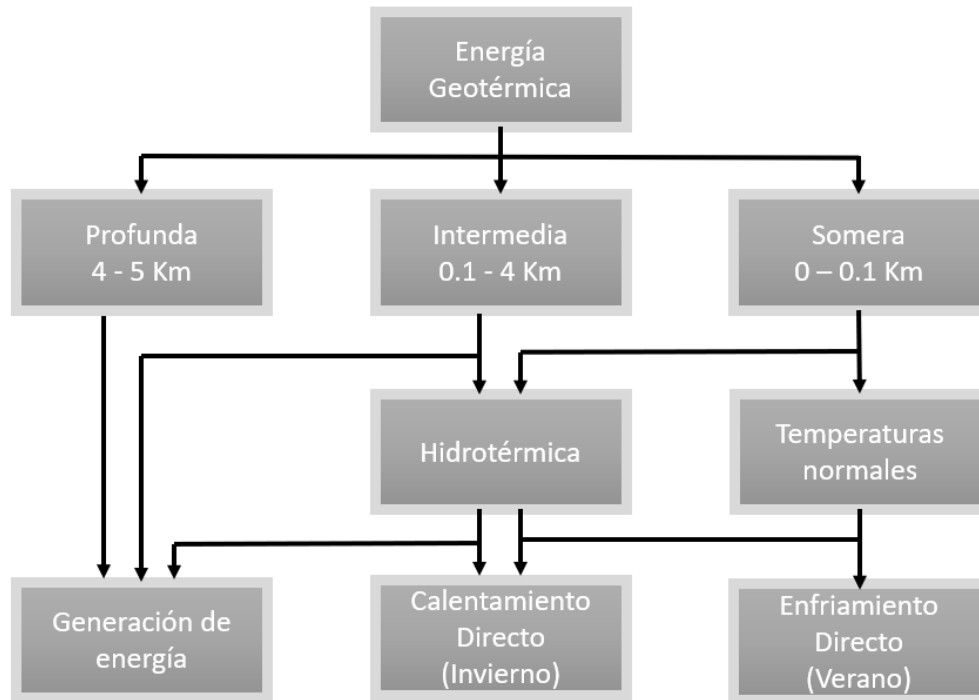 Energía
Geotérmica
Profunda
4 - 5 Km
Intermedia
0.1 - 4 Km
Somera
0 – 0.1 Km
Hidrotérmica
Temperaturas
normales
Generación de
energía
Calentamiento
Directo
(Invierno)
Enfriamiento
Directo
(Verano)